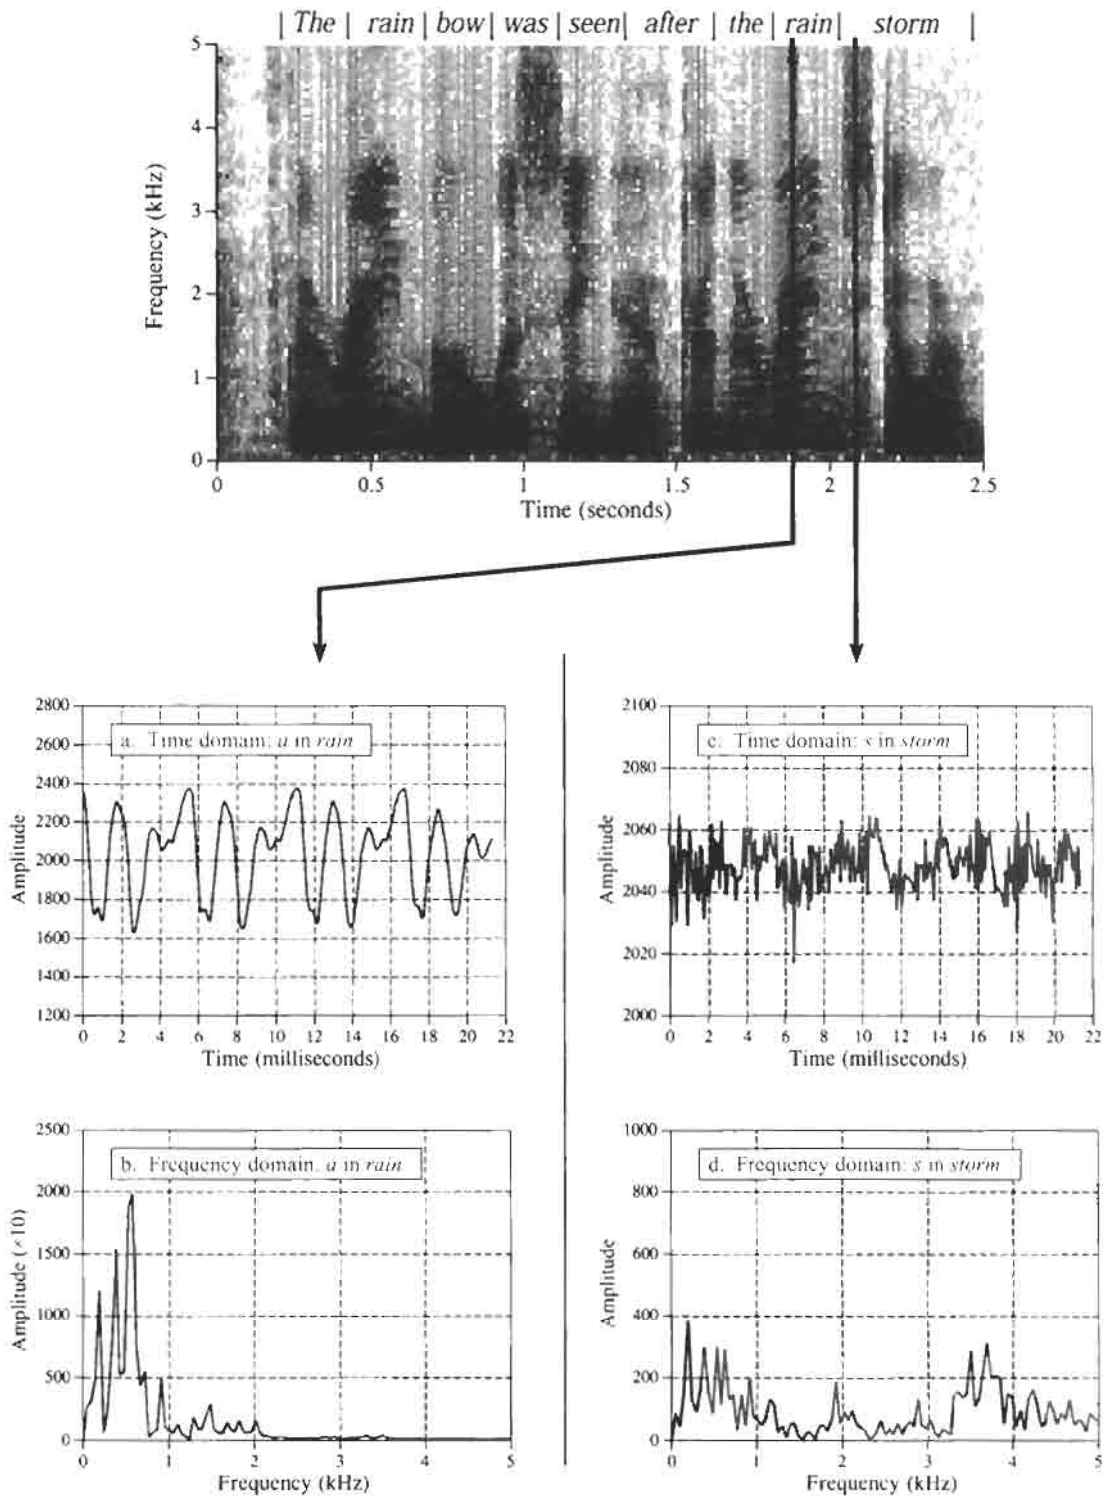 | The | rain | bow | was | seen | after | the | rain | storm |
5
4
3
2
1
0
Frequency (kHz)
0 0.5 1 1.5 2 2.5
Time (seconds)
2800
2600
2400
2200
2000
1800
1600
1400
1200
Amplitude
a. Time domain: a in rain
0 2 4 6 8 10 12 14 16 18 20 22
Time (milliseconds)
2100
2080
2060
2040
2020
2000
Amplitude
c. Time domain: s in storm
0 2 4 6 8 10 12 14 16 18 20 22
Time (milliseconds)
2500
2000
1500
1000
500
0
Amplitude (×10)
b. Frequency domain: a in rain
0 1 2 3 4 5
Frequency (kHz)
1000
800
600
400
200
0
Amplitude
d. Frequency domain: s in storm
0 1 2 3 4 5
Frequency (kHz)